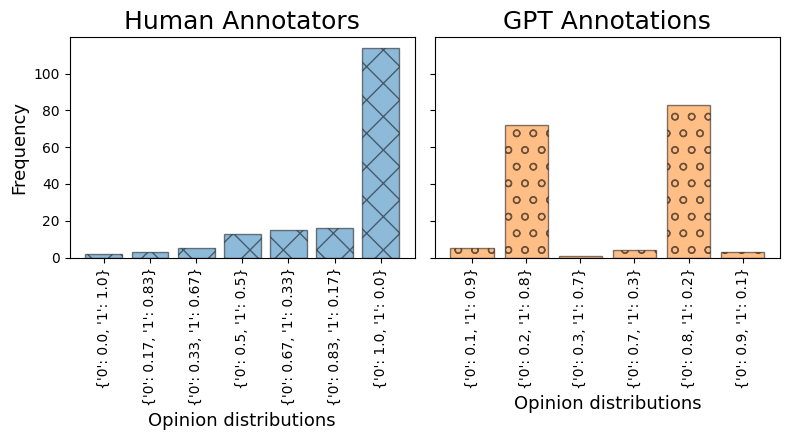 Human Annotators
GPT Annotations
Frequency
100
80
60
40
20
0
{'0': 0.0, '1': 1.0}
{'0': 0.17, '1': 0.83}
{'0': 0.33, '1': 0.67}
{'0': 0.5, '1': 0.5}
{'0': 0.67, '1': 0.33}
{'0': 0.83, '1': 0.17}
{'0': 1.0, '1': 0.0}
Opinion distributions
{'0': 0.1, '1': 0.9}
{'0': 0.2, '1': 0.8}
{'0': 0.3, '1': 0.7}
{'0': 0.7, '1': 0.3}
{'0': 0.8, '1': 0.2}
{'0': 0.9, '1': 0.1}
Opinion distributions